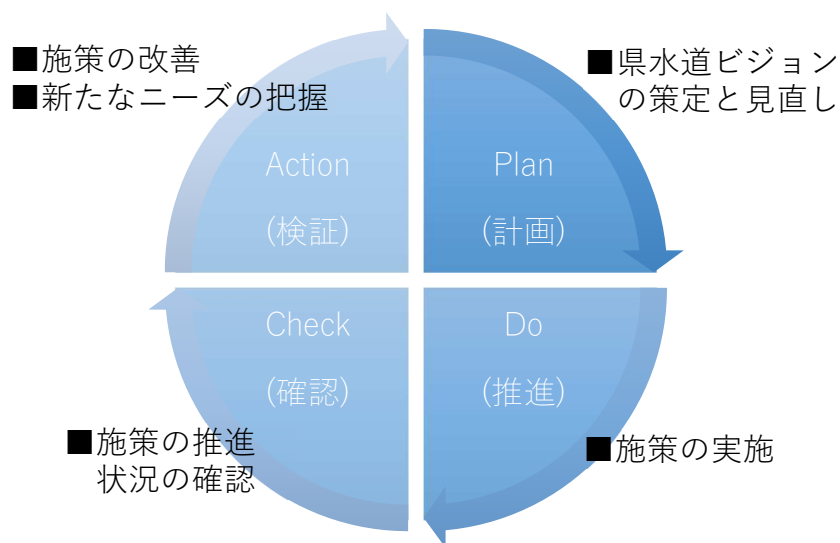 ■施策の改善
■新たなニーズの把握
Action
(検証)
■県水道ビジョン
の策定と見直し
Plan
(計画)
Check
(確認)
■施策の推進
状況の確認
Do
(推進)
■施策の実施